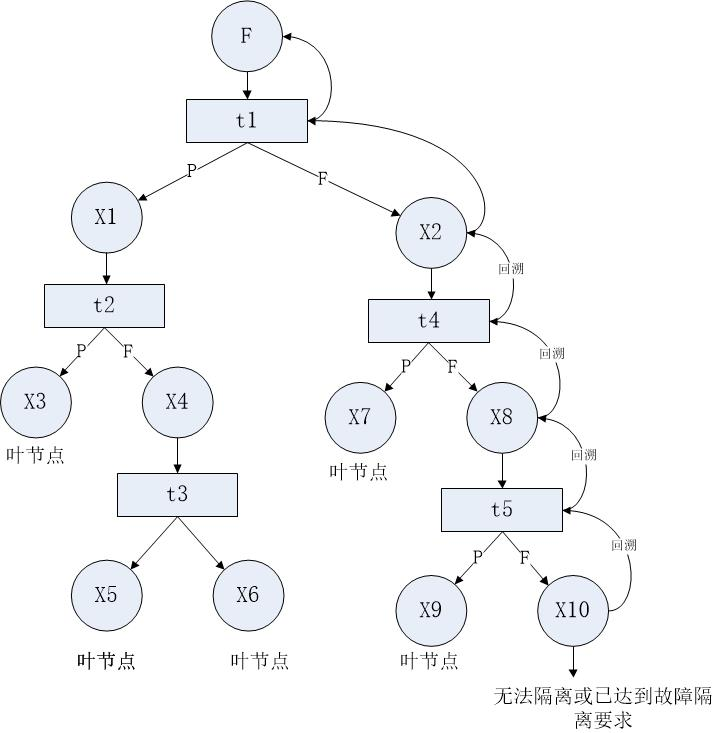 F
t1
P
F
X1
X2
回溯
t2
t4
回溯
P
F
P
F
X3
X4
X7
X8
叶节点
回溯
叶节点
t3
t5
回溯
P
F
X5
X6
X9
X10
叶节点
叶节点
叶节点
无法隔离或已达到故障隔
离要求